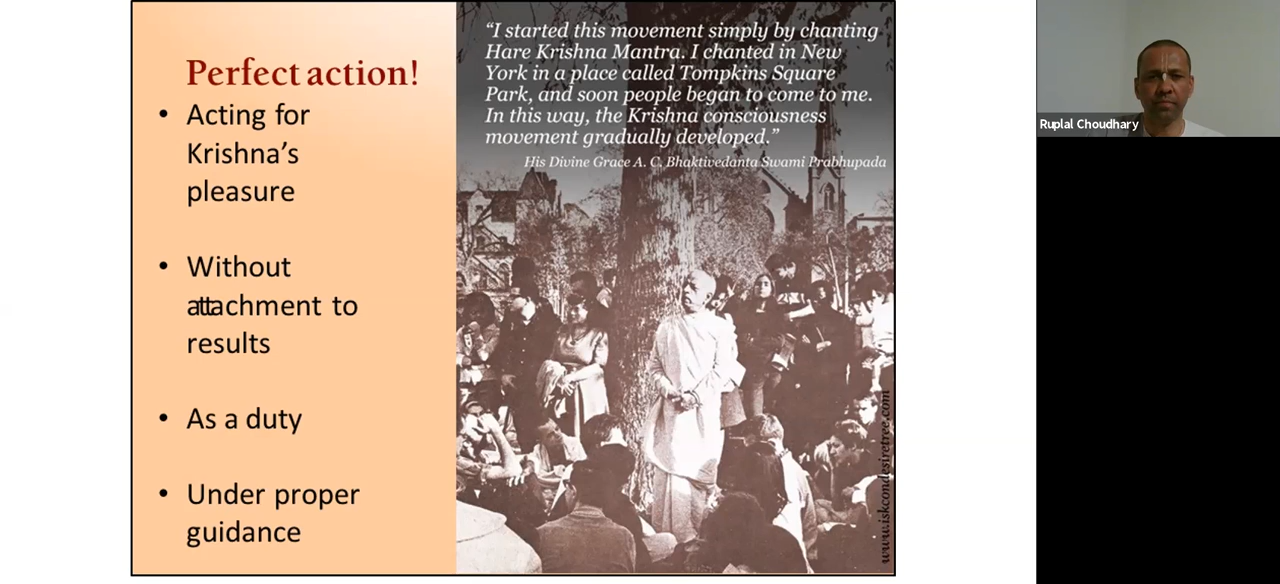 Perfect action!
• Acting for
Krishna’s
pleasure
• Without
attachment to
results
• As a duty
• Under proper
guidance
“I started this movement simply by chanting
Hare Krishna Mantra. I chanted in New
York in a place called Tompkins Square
Park, and soon people began to come to me.
In this way, the Krishna consciousness
movement gradually developed.”
His Divine Grace A. C. Bhaktivedanta Swami Prabhupada
www.iskcondesiretree.com
Ruplal Choudhary